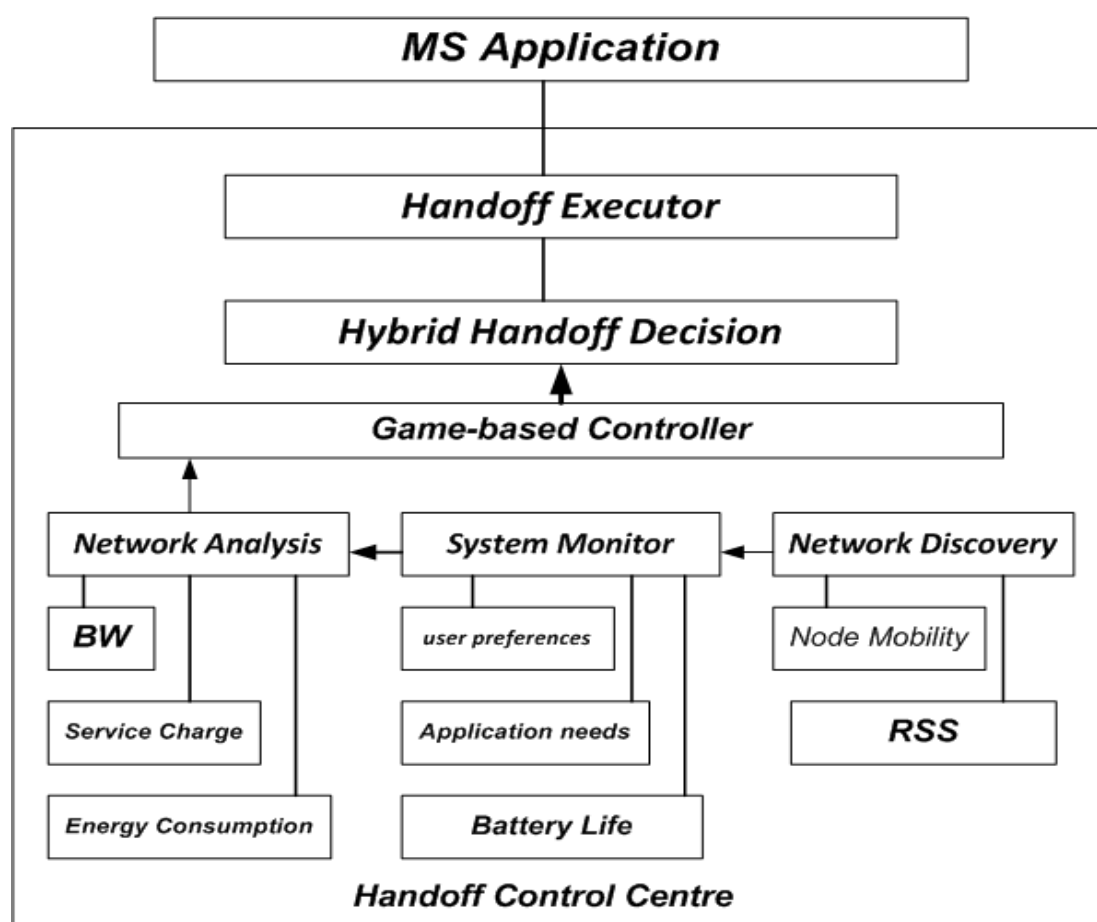 MS Application
Handoff Executor
Hybrid Handoff Decision
Game-based Controller
Network Analysis
System Monitor
Network Discovery
BW
user preferences
Node Mobility
Service Charge
Application needs
RSS
Energy Consumption
Battery Life
Handoff Control Centre